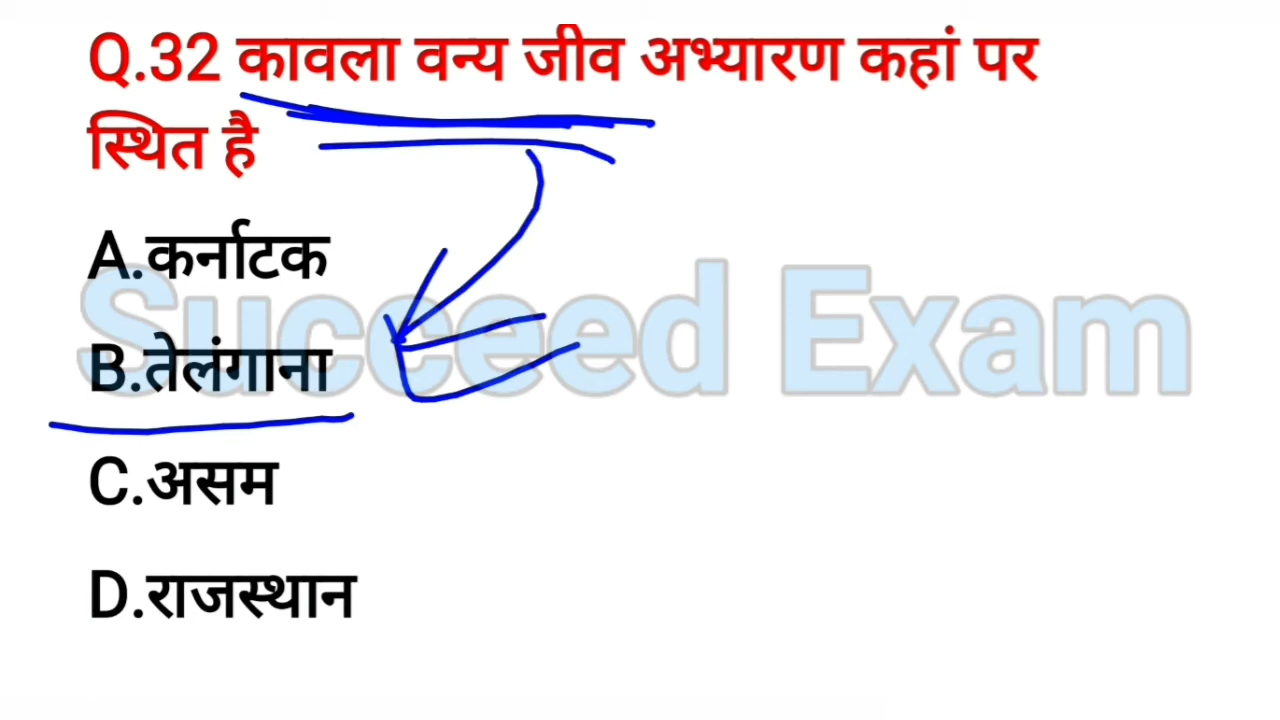 Q.32 कावला वन्य जीव अभ्यारण कहां पर
स्थित है
A.कर्नाटक
B.तेलंगाना
C.असम
D.राजस्थान
Succeed Exam